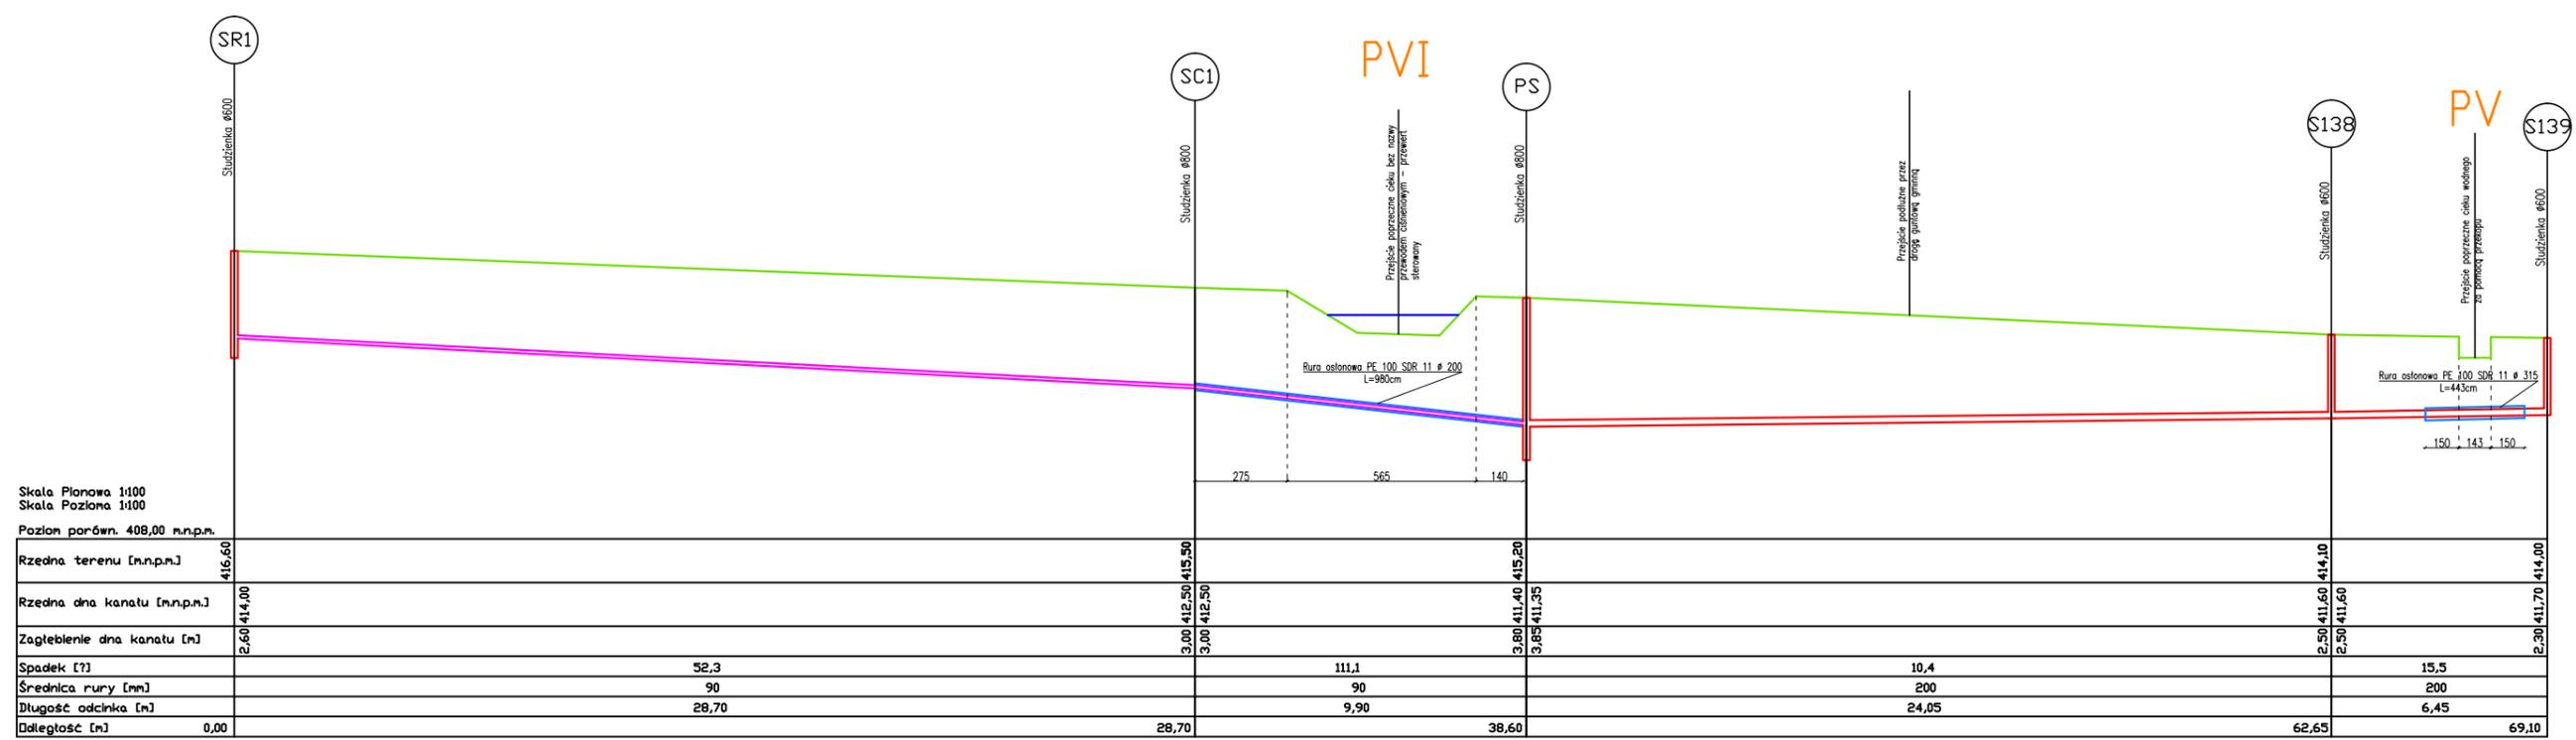 SR1
SC1
PVI
PS
S138
PV
S139
Studzienka ø600
Studzienka ø800
Przejście poprzeczne cieku bez nazwy
przewodem ciśnieniowym - przewiert
sterowany
Studzienka ø800
Przejście podłużne przez
drogę guntową gminną
Studzienka ø600
Przejście poprzeczne cieku wodnego
za pomocą przekopu
Studzienka ø600
Rura osłonowa PE 100 SDR 11 ø 200
L=980cm
Rura osłonowa PE 100 SDR 11 ø 315
L=443cm
150 143 150
275 565 140
Skala Pionowa 1:100
Skala Pozioma 1:100
Poziom porówn. 408,00 m.n.p.m.
Rzędna terenu [m.n.p.m.] 416,60 415,50 415,20 414,10 414,00
Rzędna dna kanału [m.n.p.m.] 414,00 412,50 412,50 411,40 411,35 411,60 411,60 411,70
Zagłębienie dna kanału [m] 2,60 3,00 3,00 3,80 3,85 2,50 2,50 2,30
Spadek [?] 52,3 111,1 10,4 15,5
Średnica rury [mm] 90 90 200 200
Długość odcinka [m] 28,70 9,90 24,05 6,45
Odległość [m] 0,00 28,70 38,60 62,65 69,10